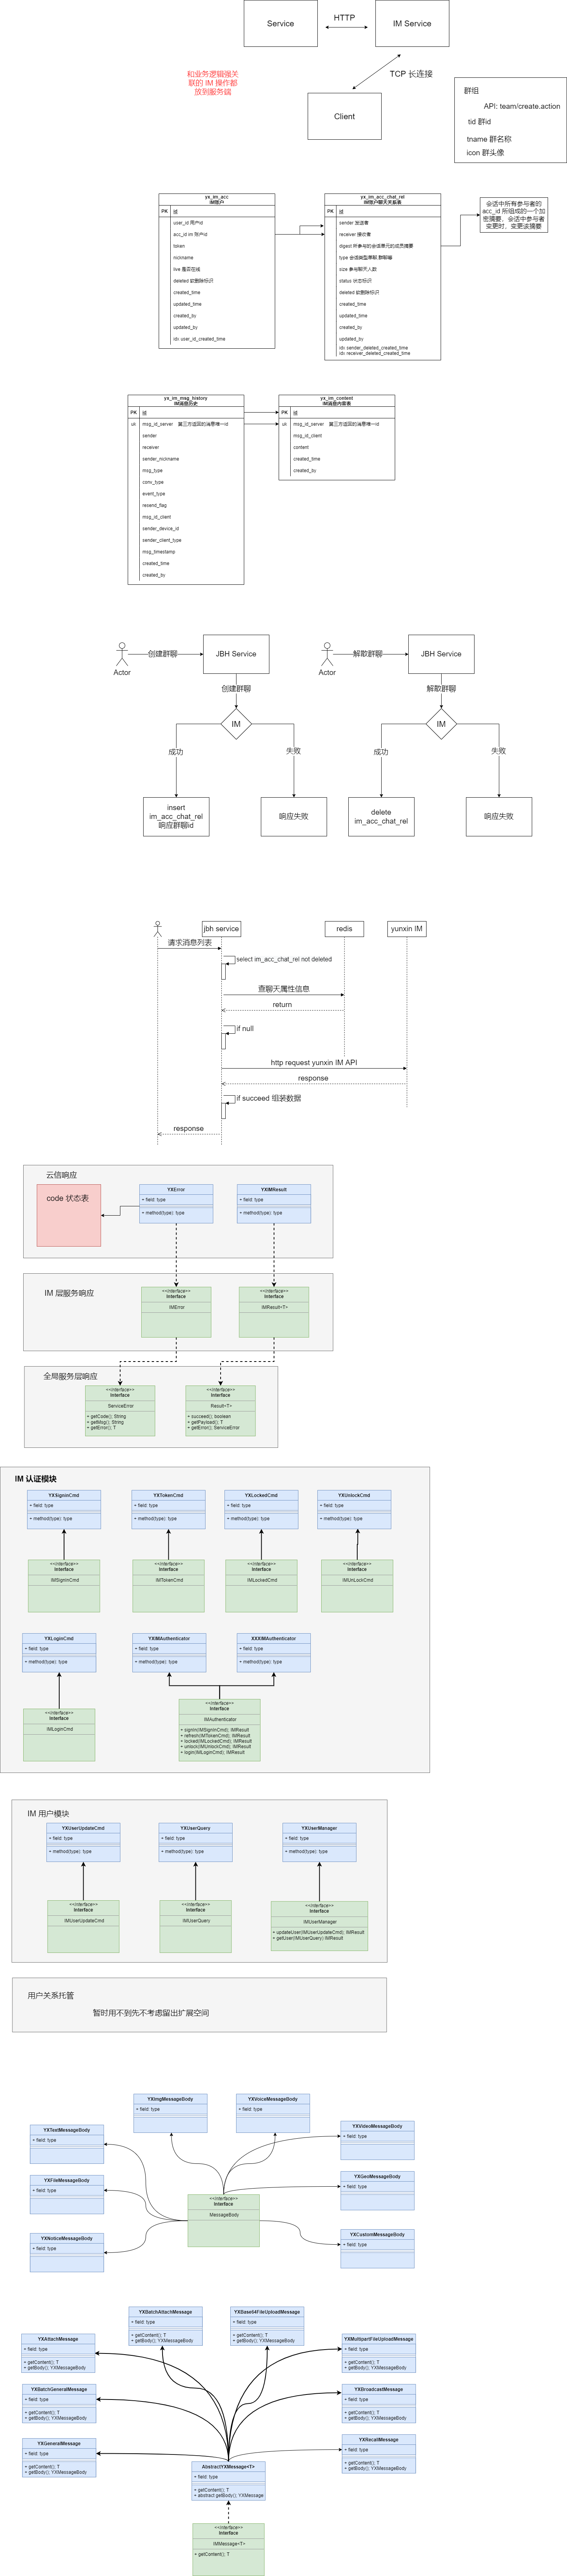 Service
HTTP
IM Service
和业务逻辑强关
联的 IM 操作都
放到服务端
TCP 长连接
Client
群组
API: team/create.action
tid 群id
tname 群名称
icon 群头像
yx_im_acc
IM账户
PK
id
user_id 用户id
acc_id im 账户id
token
nickname
live 是否在线
deleted 软删除标识
created_time
updated_time
created_by
updated_by
idx user_id_created_time
yx_im_acc_chat_rel
IM账户聊天关系表
PK
id
sender 发送者
receiver 接收者
digest 时参与的会话单元的成员摘要
type 会话类型单聊,群聊喔
size 参与聊天人数
status 状态标识
deleted 软删除标识
created_time
updated_time
created_by
updated_by
idx sender_deleted_created_time
idx receiver_deleted_created_time
会话中所有参与者的
acc_id 所组成的一个加
密摘要，会话中参与者
变更时，变更该摘要
yx_im_msg_history
IM消息历史
PK
id
uk
msg_id_server 第三方返回的消息唯一id
sender
receiver
sender_nickname
msg_type
conv_type
event_type
resend_flag
msg_id_client
sender_device_id
sender_client_type
msg_timestamp
created_time
created_by
yx_im_content
IM消息内容表
PK
id
uk
msg_id_server 第三方返回的消息唯一id
msg_id_client
content
created_time
created_by
Actor
创建群聊
JBH Service
创建群聊
IM
成功
失败
insert
im_acc_chat_rel
响应群聊id
响应失败
Actor
解散群聊
JBH Service
解散群聊
IM
成功
失败
delete
im_acc_chat_rel
响应失败
jbh service
redis
yunxin IM
请求消息列表
select im_acc_chat_rel not deleted
查聊天属性信息
return
if null
http request yunxin IM API
response
if succeed 组装数据
response
云信响应
code 状态表
YXError
+ field: type
+ method(type): type
YXIMResult
+ field: type
+ method(type): type
IM 层服务响应
<<Interface>>
Interface
IMError
<<Interface>>
Interface
IMResult<T>
全局服务层响应
<<Interface>>
Interface
ServiceError
+ getCode(): String
+ getMsg(): String
+ getError(): T
<<Interface>>
Interface
Result<T>
+ succeed(): boolean
+ getPayload(): T
+ getError(): ServiceError
IM 认证模块
YXSigninCmd
+ field: type
+ method(type): type
YXTokenCmd
+ field: type
+ method(type): type
YXLockedCmd
+ field: type
+ method(type): type
YXUnlockCmd
+ field: type
+ method(type): type
<<Interface>>
Interface
IMSigninCmd
<<Interface>>
Interface
IMTokenCmd
<<Interface>>
Interface
IMLockedCmd
<<Interface>>
Interface
IMUnLockCmd
YXLoginCmd
+ field: type
+ method(type): type
YXIMAuthenticator
+ field: type
+ method(type): type
XXXIMAuthenticator
+ field: type
+ method(type): type
<<Interface>>
Interface
IMLoginCmd
<<Interface>>
Interface
IMAuthenticator
+ signin(IMSigninCmd): IMResult
+ refresh(IMTokenCmd): IMResult
+ locked(IMLockedCmd): IMResult
+ unlock(IMUnlockCmd): IMResult
+ login(IMLoginCmd): IMResult
IM 用户模块
YXUserUpdateCmd
+ field: type
+ method(type): type
YXUserQuery
+ field: type
+ method(type): type
YXUserManager
+ field: type
+ method(type): type
<<Interface>>
Interface
IMUserUpdateCmd
<<Interface>>
Interface
IMUserQuery
<<Interface>>
Interface
IMUserManager
+ updateUser(IMUserUpdateCmd): IMResult
+ getUser(IMUserQuery):IMResult
用户关系托管
暂时用不到先不考虑留出扩展空间
YXImgMessageBody
+ field: type
YXVoiceMessageBody
+ field: type
YXTextMessageBody
+ field: type
YXVideoMessageBody
+ field: type
YXFileMessageBody
+ field: type
YXGeoMessageBody
+ field: type
<<Interface>>
Interface
MessageBody
YXNoticeMessageBody
+ field: type
YXCustomMessageBody
+ field: type
YXBatchAttachMessage
+ field: type
+ getContent(): T
+ getBody(): YXMessageBody
YXBase64FileUploadMessage
+ field: type
+ getContent(): T
+ getBody(): YXMessageBody
YXAttachMessage
+ field: type
+ getContent(): T
+ getBody(): YXMessageBody
YXMultipartFileUploadMessage
+ field: type
+ getContent(): T
+ getBody(): YXMessageBody
YXBatchGeneralMessage
+ field: type
+ getContent(): T
+ getBody(): YXMessageBody
YXBroadcastMessage
+ field: type
+ getContent(): T
+ getBody(): YXMessageBody
YXGeneralMessage
+ field: type
+ getContent(): T
+ getBody(): YXMessageBody
YXRecallMessage
+ field: type
+ getContent(): T
+ getBody(): YXMessageBody
AbstractYXMessage<T>
+ field: type
+ getContent(): T
+ abstract getBody(): YXMessage
<<Interface>>
Interface
IMMessage<T>
+ getContent(): T